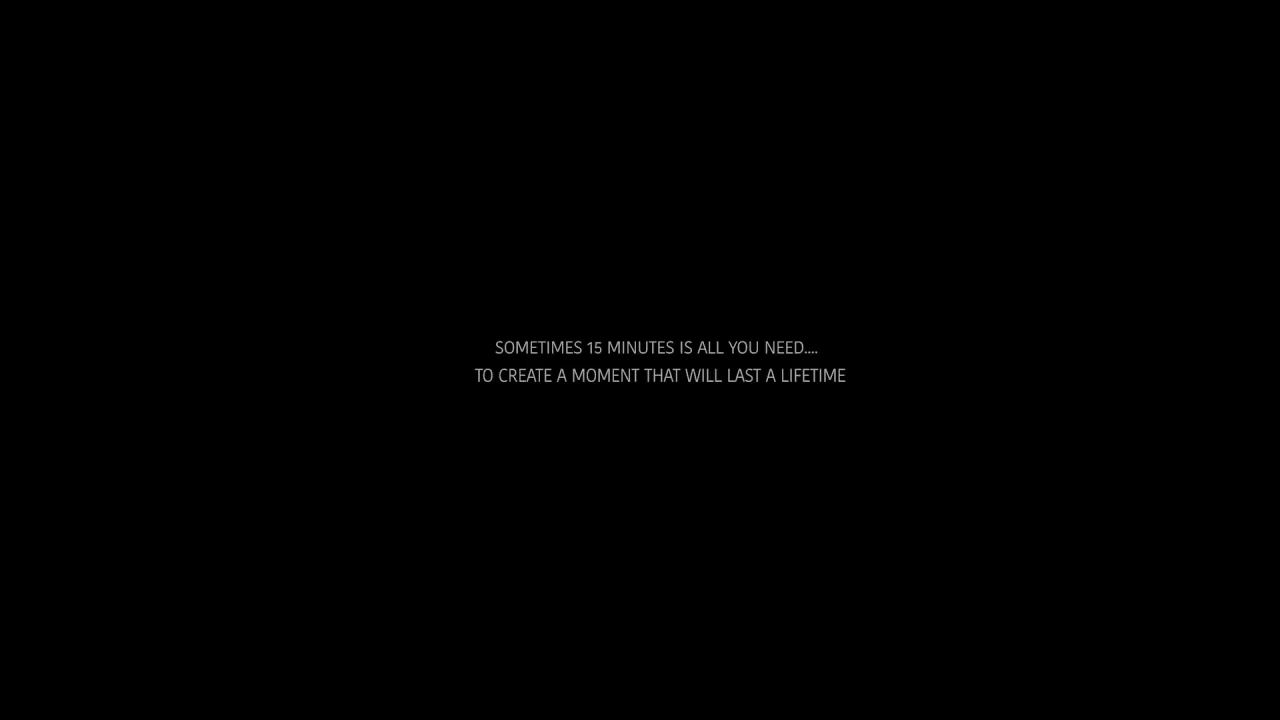 SOMETIMES 15 MINUTES IS ALL YOU NEED....
TO CREATE A MOMENT THAT WILL LAST A LIFETIME